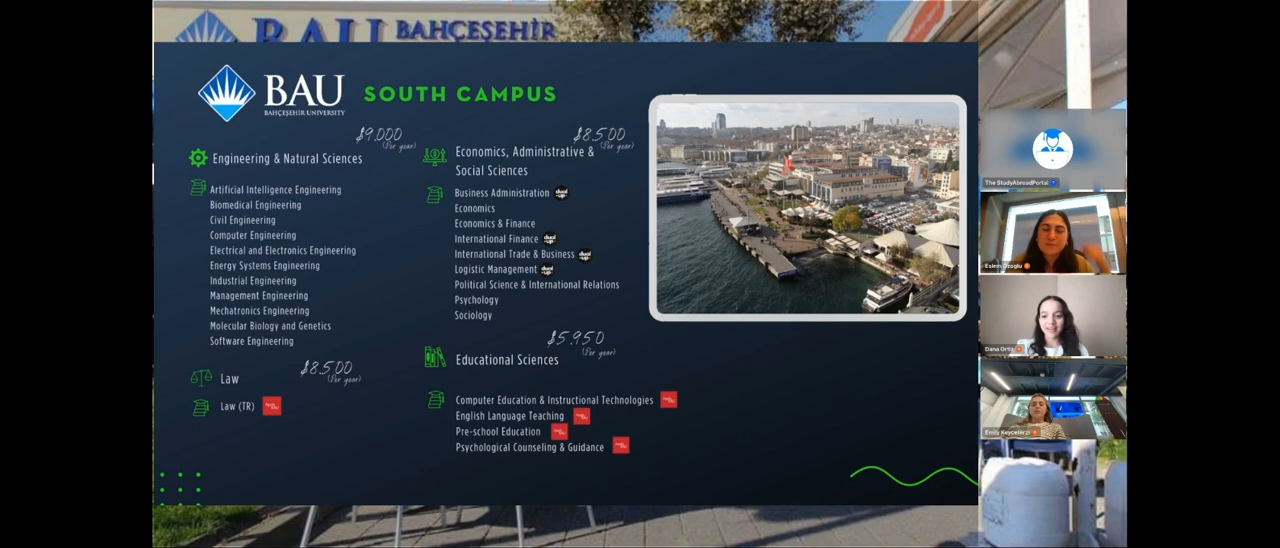 BAU BAHÇEŞEHİR
BAU
BAHÇEŞEHİR UNIVERSITY
SOUTH CAMPUS
$9.000
(Per year)
Engineering & Natural Sciences
Artificial Intelligence Engineering
Biomedical Engineering
Civil Engineering
Computer Engineering
Electrical and Electronics Engineering
Energy Systems Engineering
Industrial Engineering
Management Engineering
Mechatronics Engineering
Molecular Biology and Genetics
Software Engineering
$8.500
(Per year)
Law
Law (TR)
$8.500
(Per year)
Economics, Administrative &
Social Sciences
Business Administration
Economics
Economics & Finance
International Finance
International Trade & Business
Logistic Management
Political Science & International Relations
Psychology
Sociology
$5.950
(Per year)
Educational Sciences
Computer Education & Instructional Technologies
English Language Teaching
Pre-school Education
Psychological Counseling & Guidance
The StudyAbroadPortal
Dana Ortiz